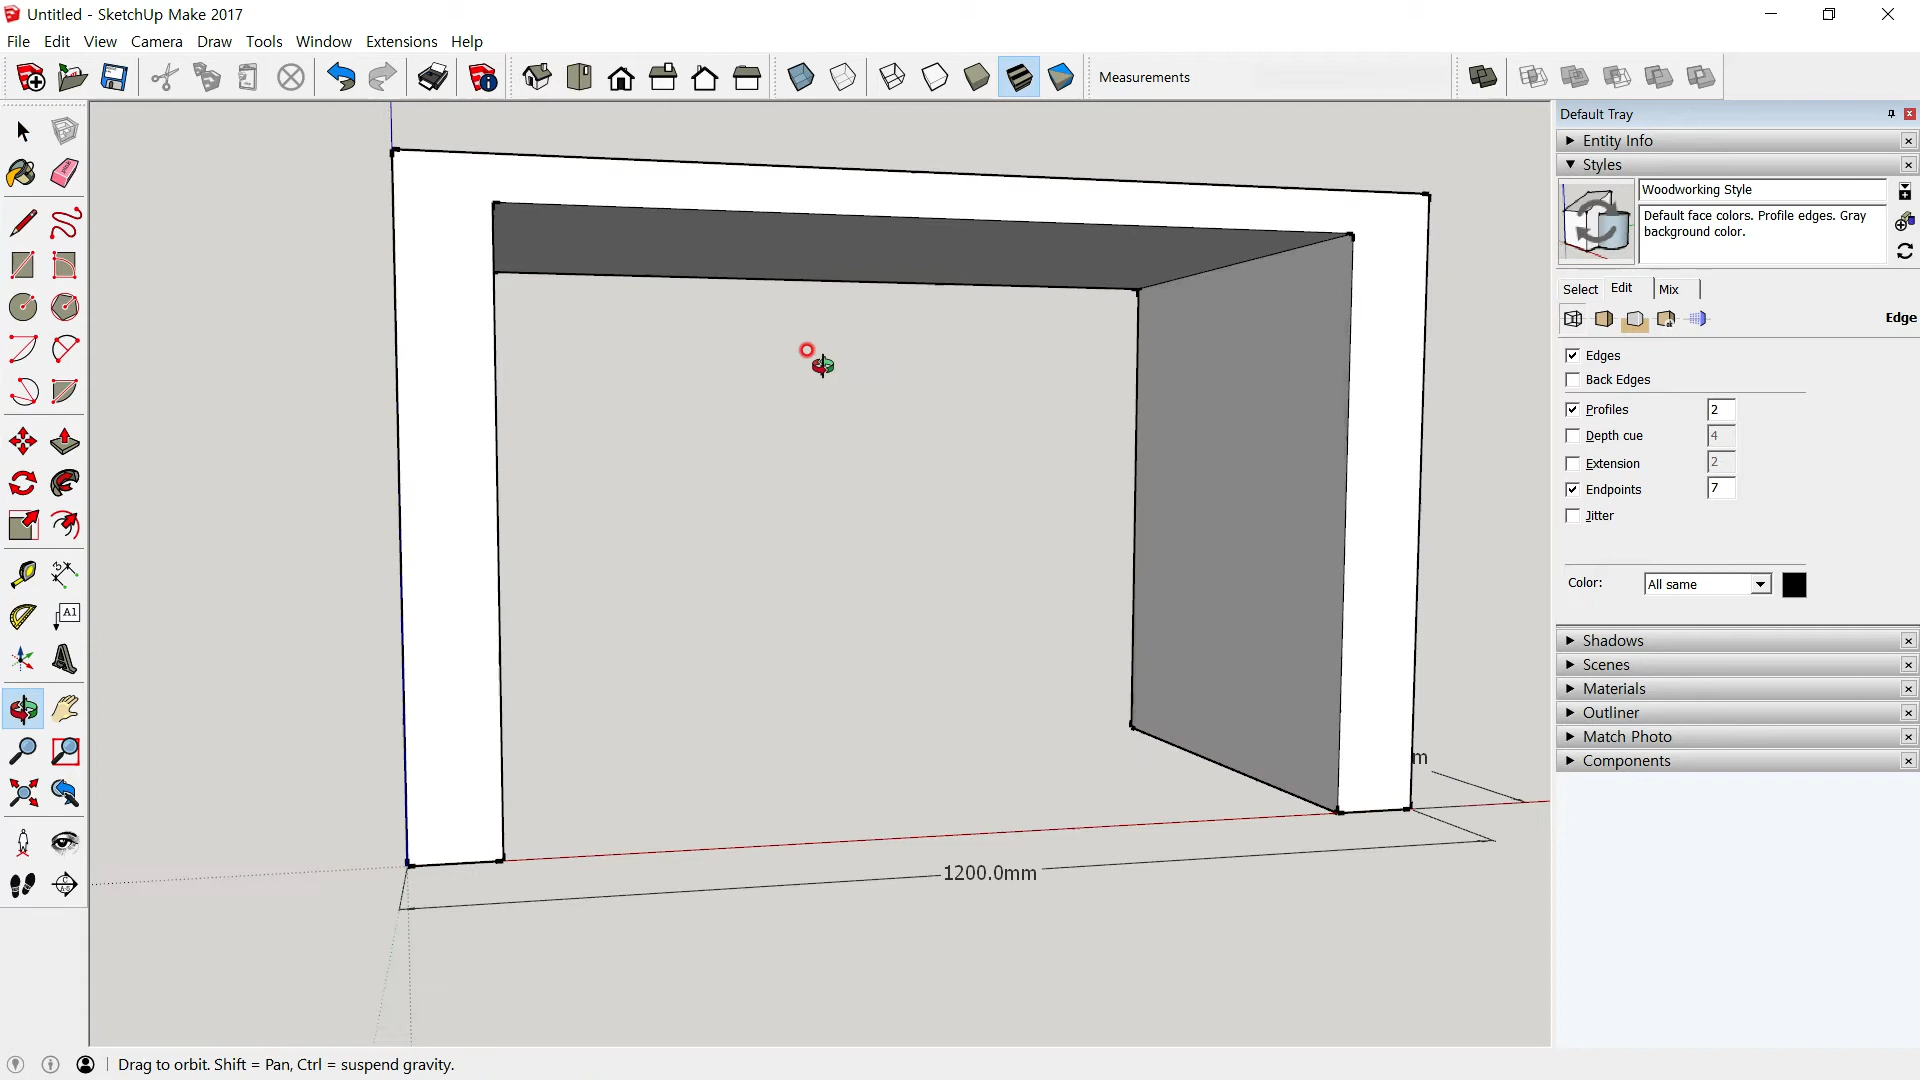 Untitled - SketchUp Make 2017
File Edit View Camera Draw Tools Window Extensions Help
Measurements
Default Tray
Entity Info
Styles
Woodworking Style
Default face colors. Profile edges. Gray
background color.
Select Edit Mix
Edge
Edges
Back Edges
Profiles 2
Depth cue 4
Extension 2
Endpoints 7
Jitter
Color: All same
Shadows
Scenes
Materials
Outliner
Match Photo
Components
A1
m
1200.0mm
Drag to orbit. Shift = Pan, Ctrl = suspend gravity.